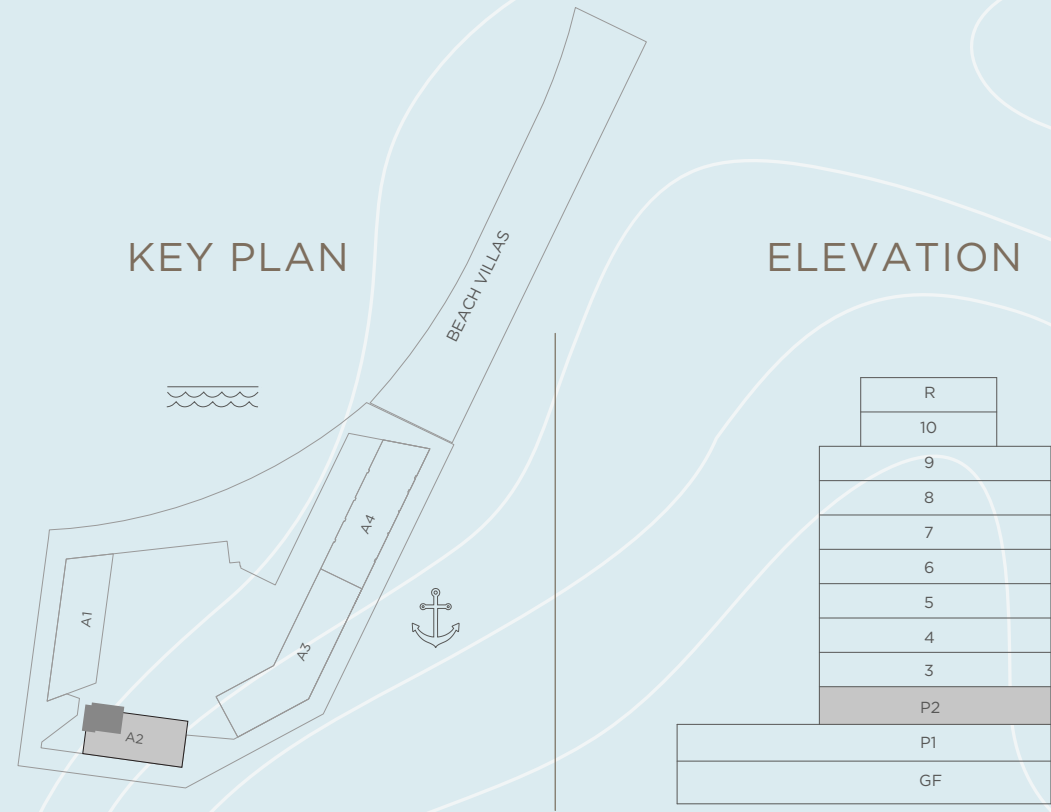 KEY PLAN
BEACH VILLAS
A4
A1
A3
A2
ELEVATION
R
10
9
8
7
6
5
4
3
P2
P1
GF